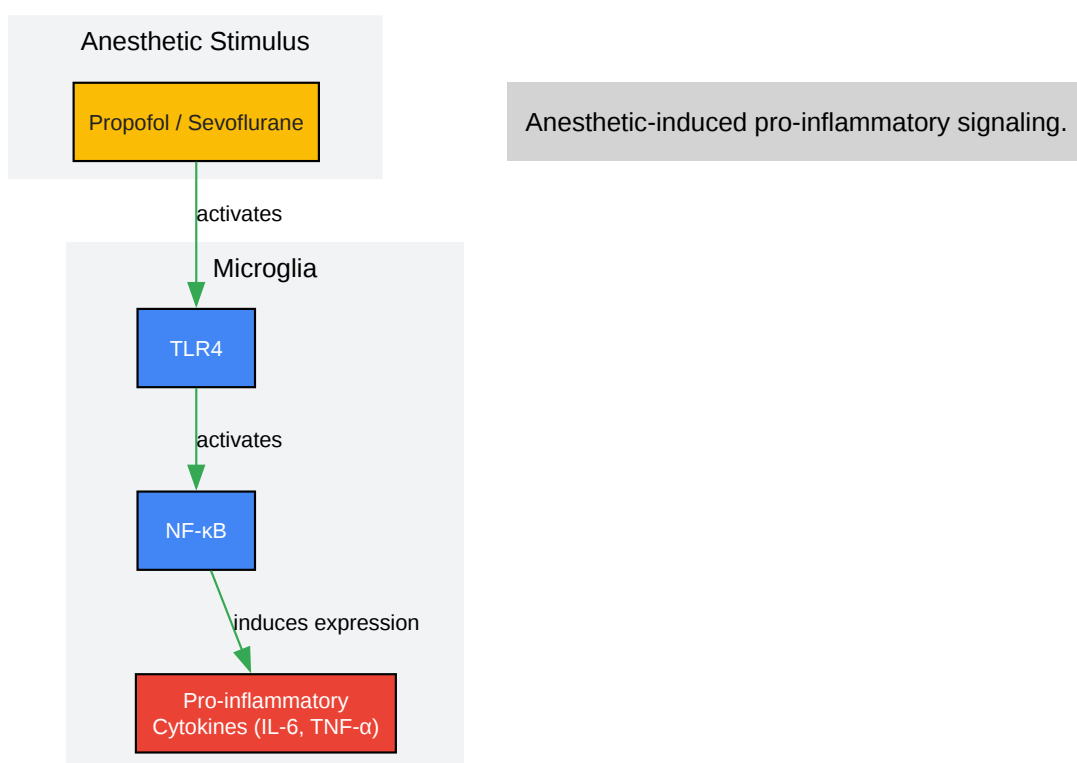 Anesthetic Stimulus
Propofol / Sevoflurane
Anesthetic-induced pro-inflammatory signaling.
activates
Microglia
TLR4
activates
NF-κB
induces expression
Pro-inflammatory
Cytokines (IL-6, TNF-α)